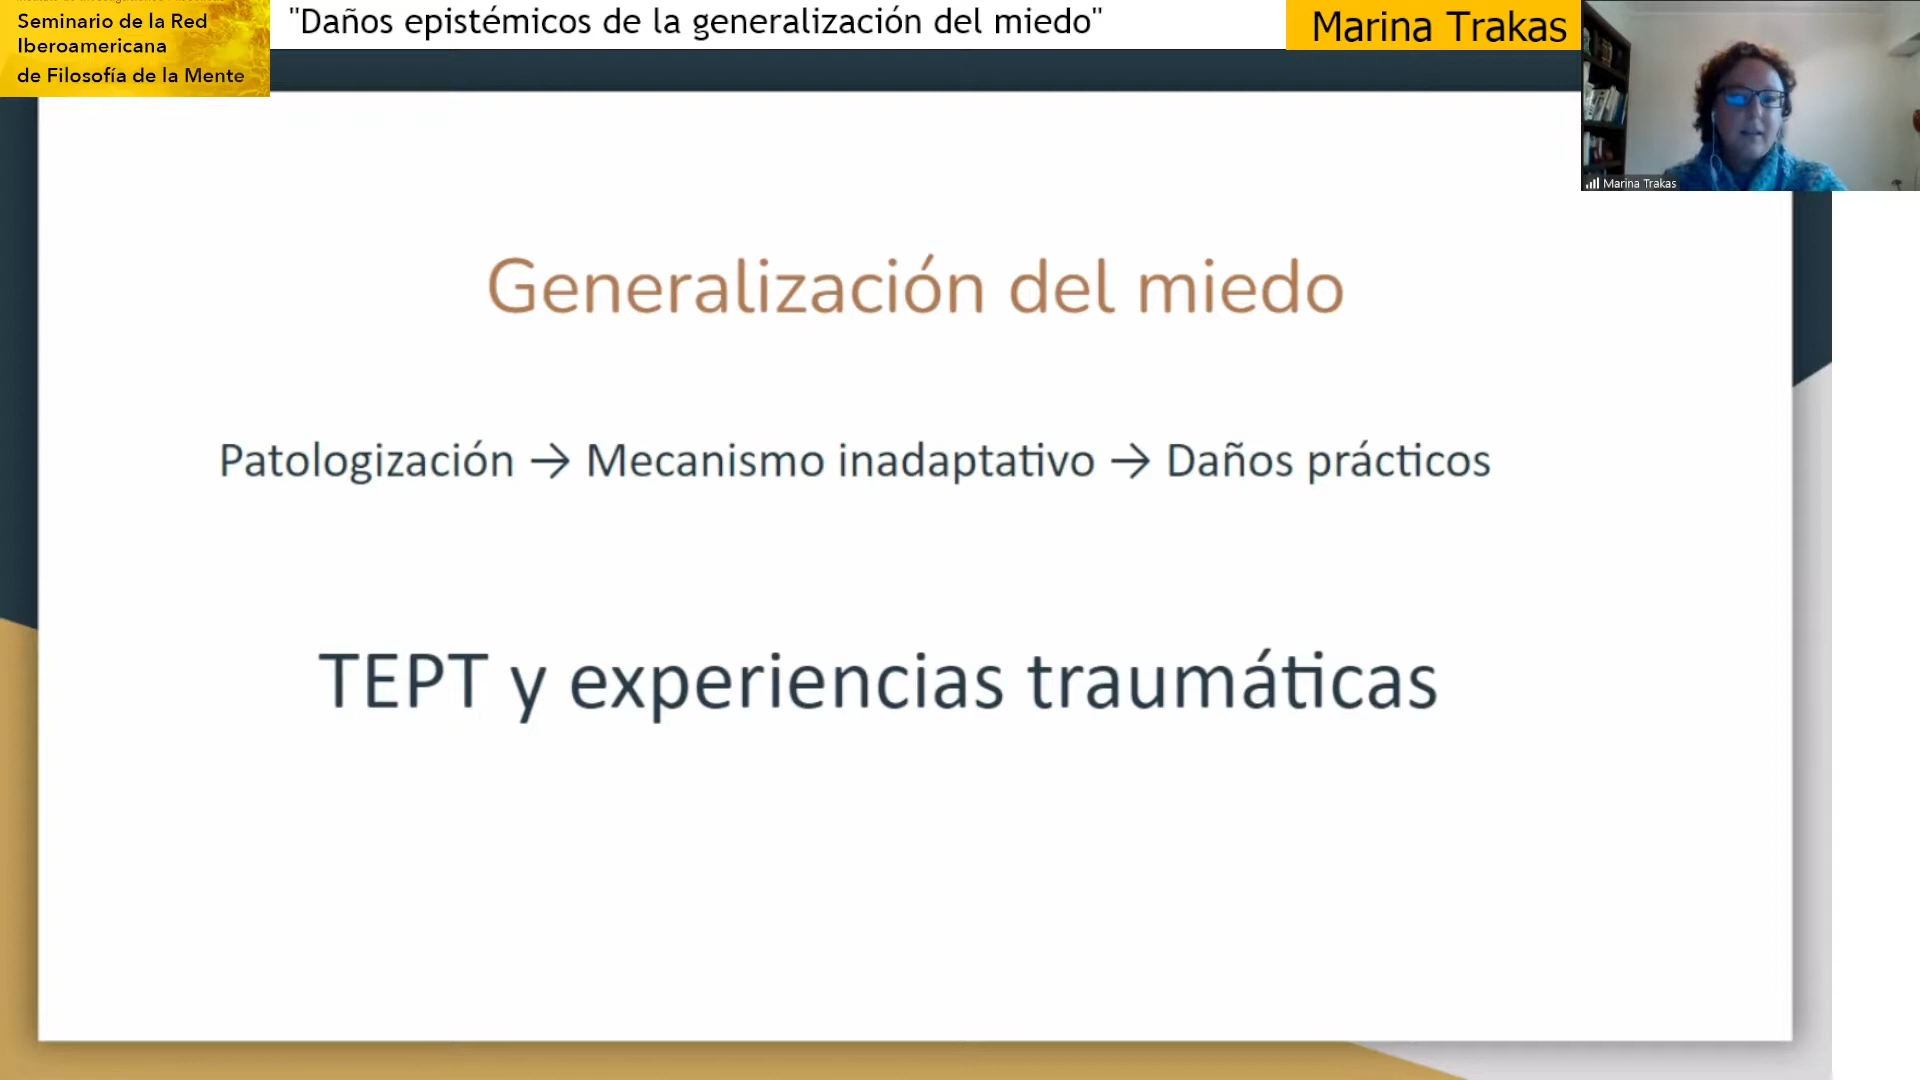 Seminario de la Red
Iberoamericana
de Filosofía de la Mente
"Daños epistémicos de la generalización del miedo"
Marina Trakas
Marina Trakas
Generalización del miedo
Patologización → Mecanismo inadaptativo → Daños prácticos
TEPT y experiencias traumáticas